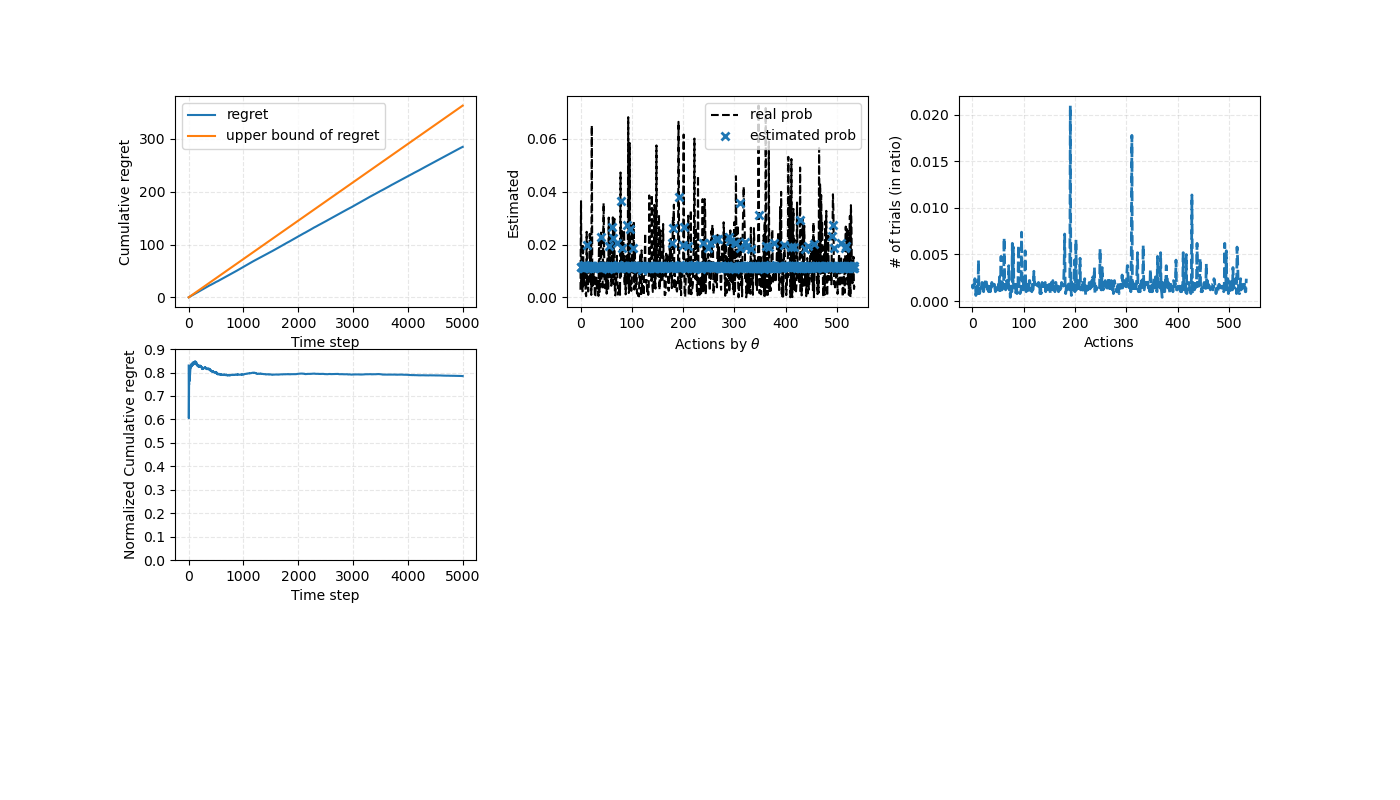 Cumulative regret
300
200
100
0
regret
upper bound of regret
0 1000 2000 3000 4000 5000
Time step
Estimated
0.06
0.04
0.02
0.00
real prob
estimated prob
0 100 200 300 400 500
Actions by θ
# of trials (in ratio)
0.020
0.015
0.010
0.005
0.000
0 100 200 300 400 500
Actions
Normalized Cumulative regret
0.9
0.8
0.7
0.6
0.5
0.4
0.3
0.2
0.1
0.0
0 1000 2000 3000 4000 5000
Time step